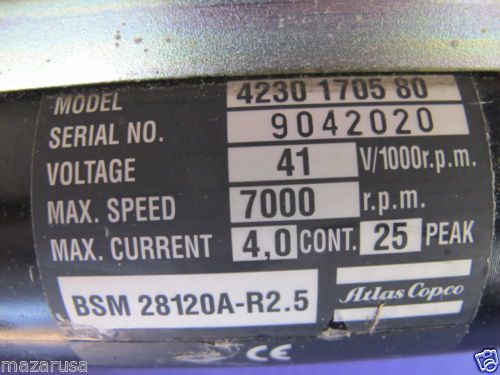 MODEL 4230 1705 80
SERIAL NO. 9042020
VOLTAGE 41 V/1000r.p.m.
MAX. SPEED 7000 r.p.m.
MAX. CURRENT 4,0 CONT. 25 PEAK
BSM 28120A-R2.5 Atlas Copco
CE
mazarusa